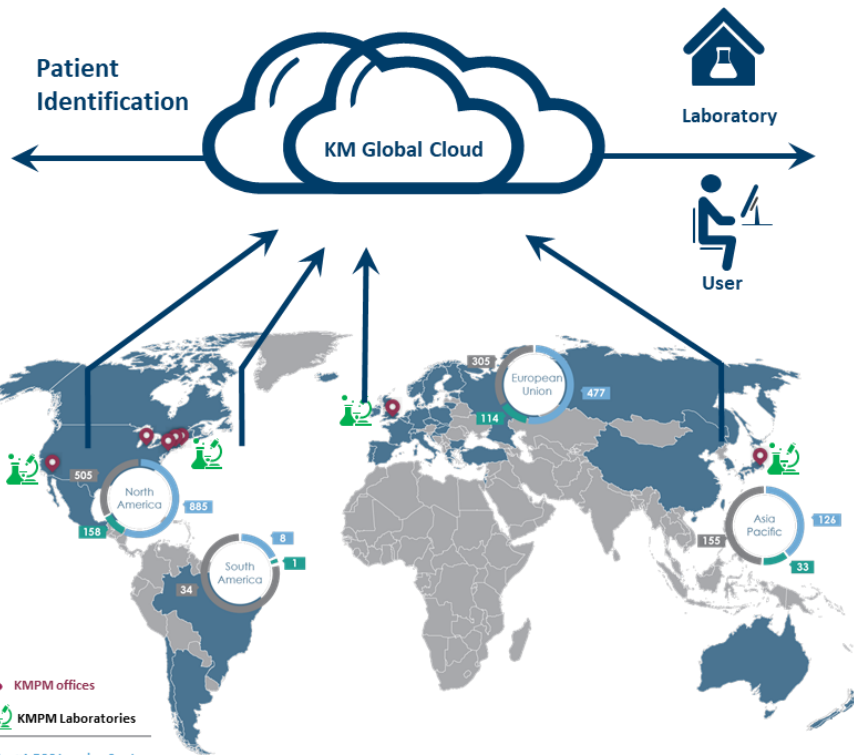 Patient
Identification
KM Global Cloud
Laboratory
User
305
European
Union
477
114
505
North
America
885
158
8
South
America
1
34
Asia
Pacific
126
155
33
KMPM offices
KMPM Laboratories